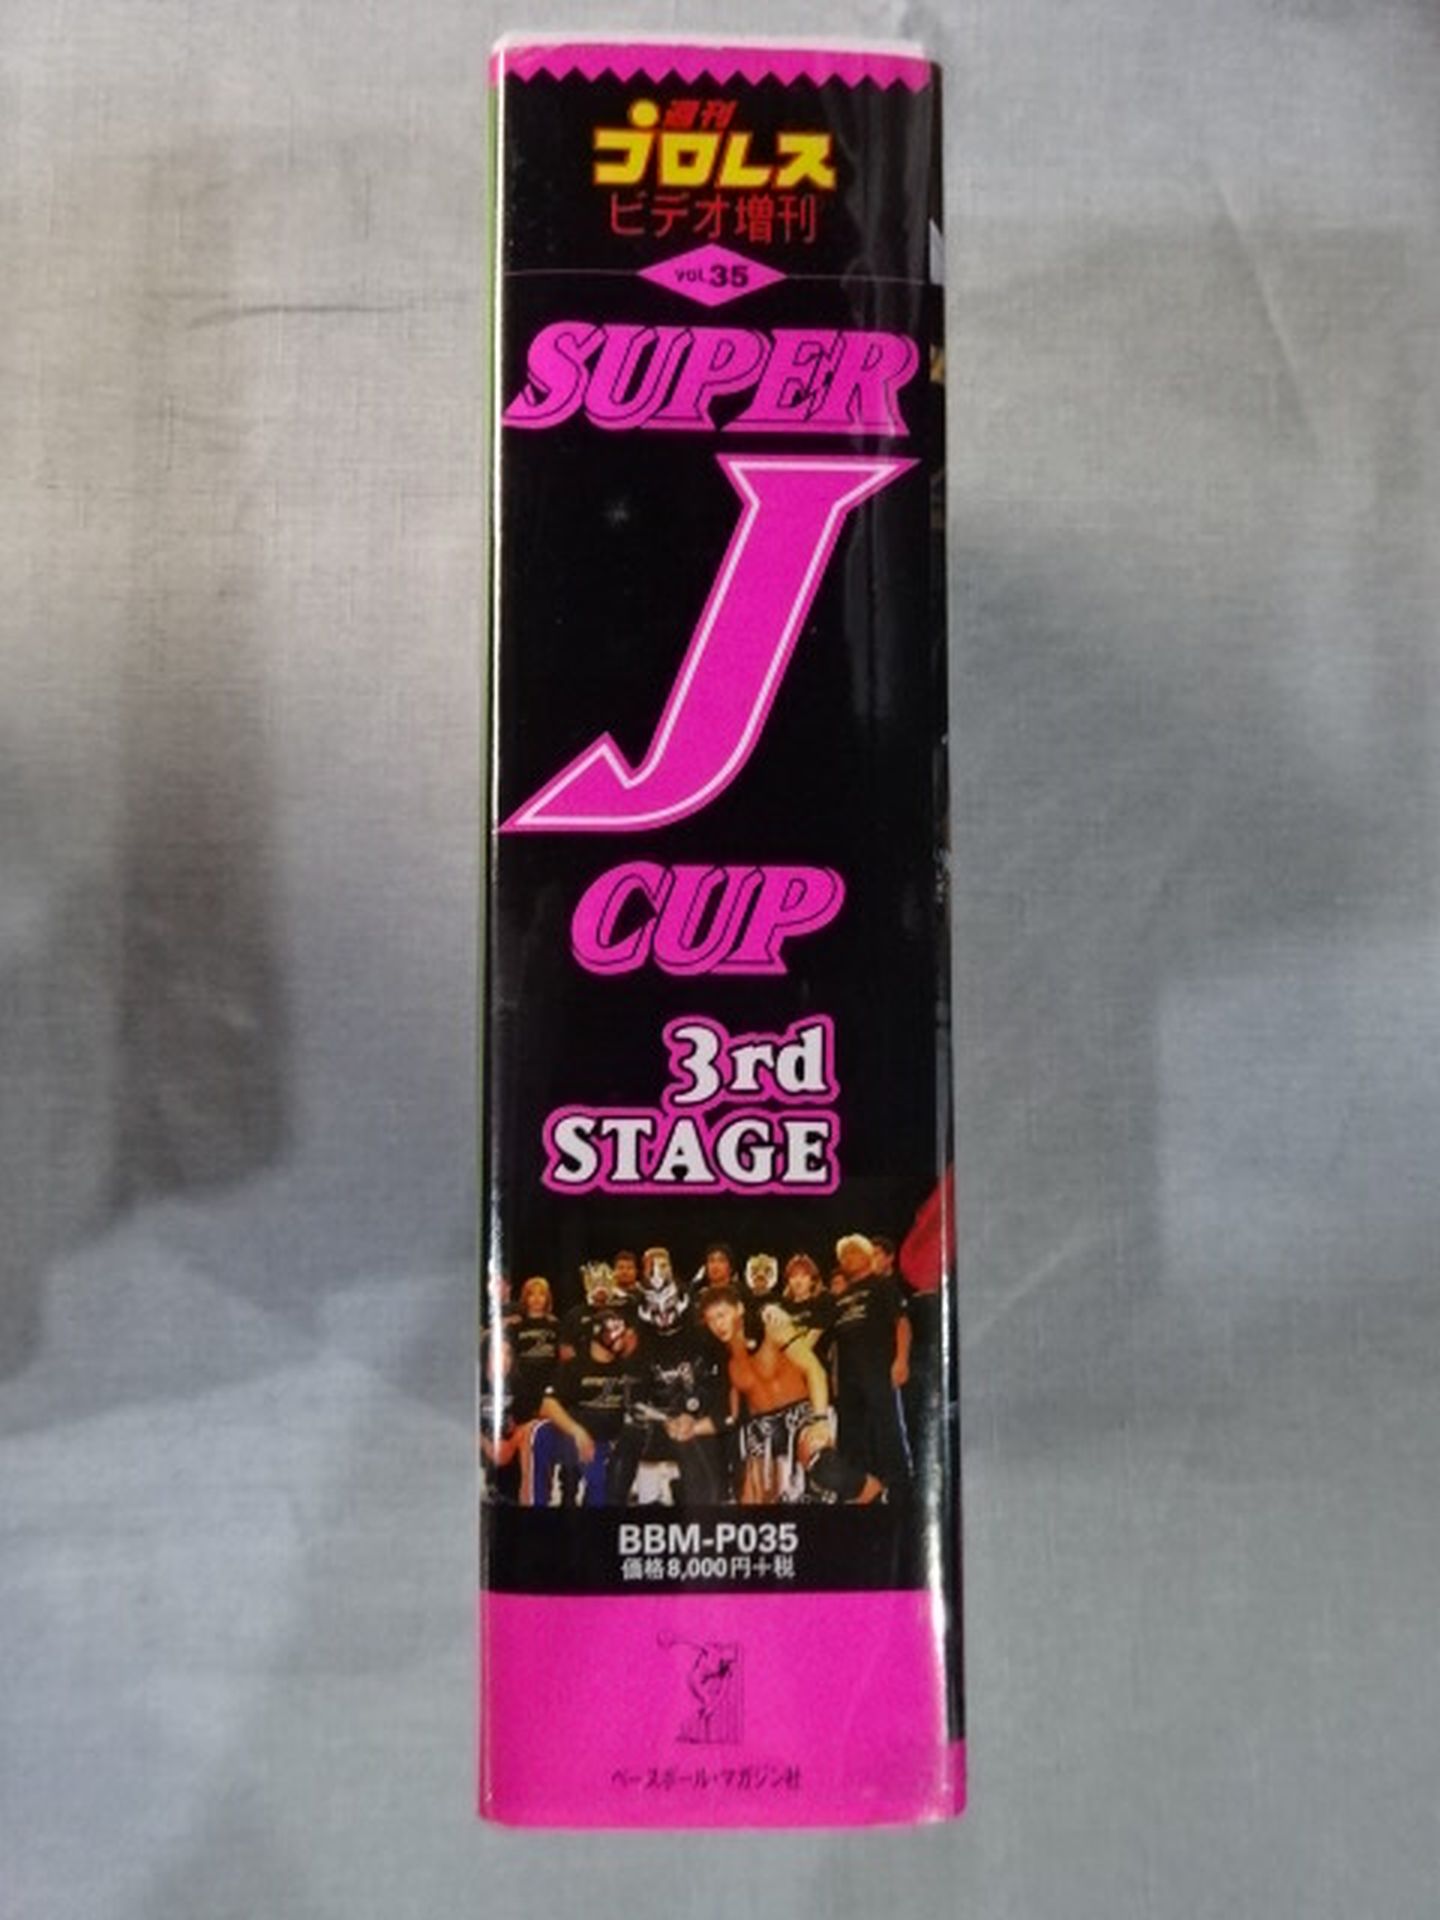 週刊
プロレス
ビデオ増刊
VOL.35
SUPER
J
CUP
3rd
STAGE
BBM-P035
価格8,000円+税
ベースボール・マガジン社